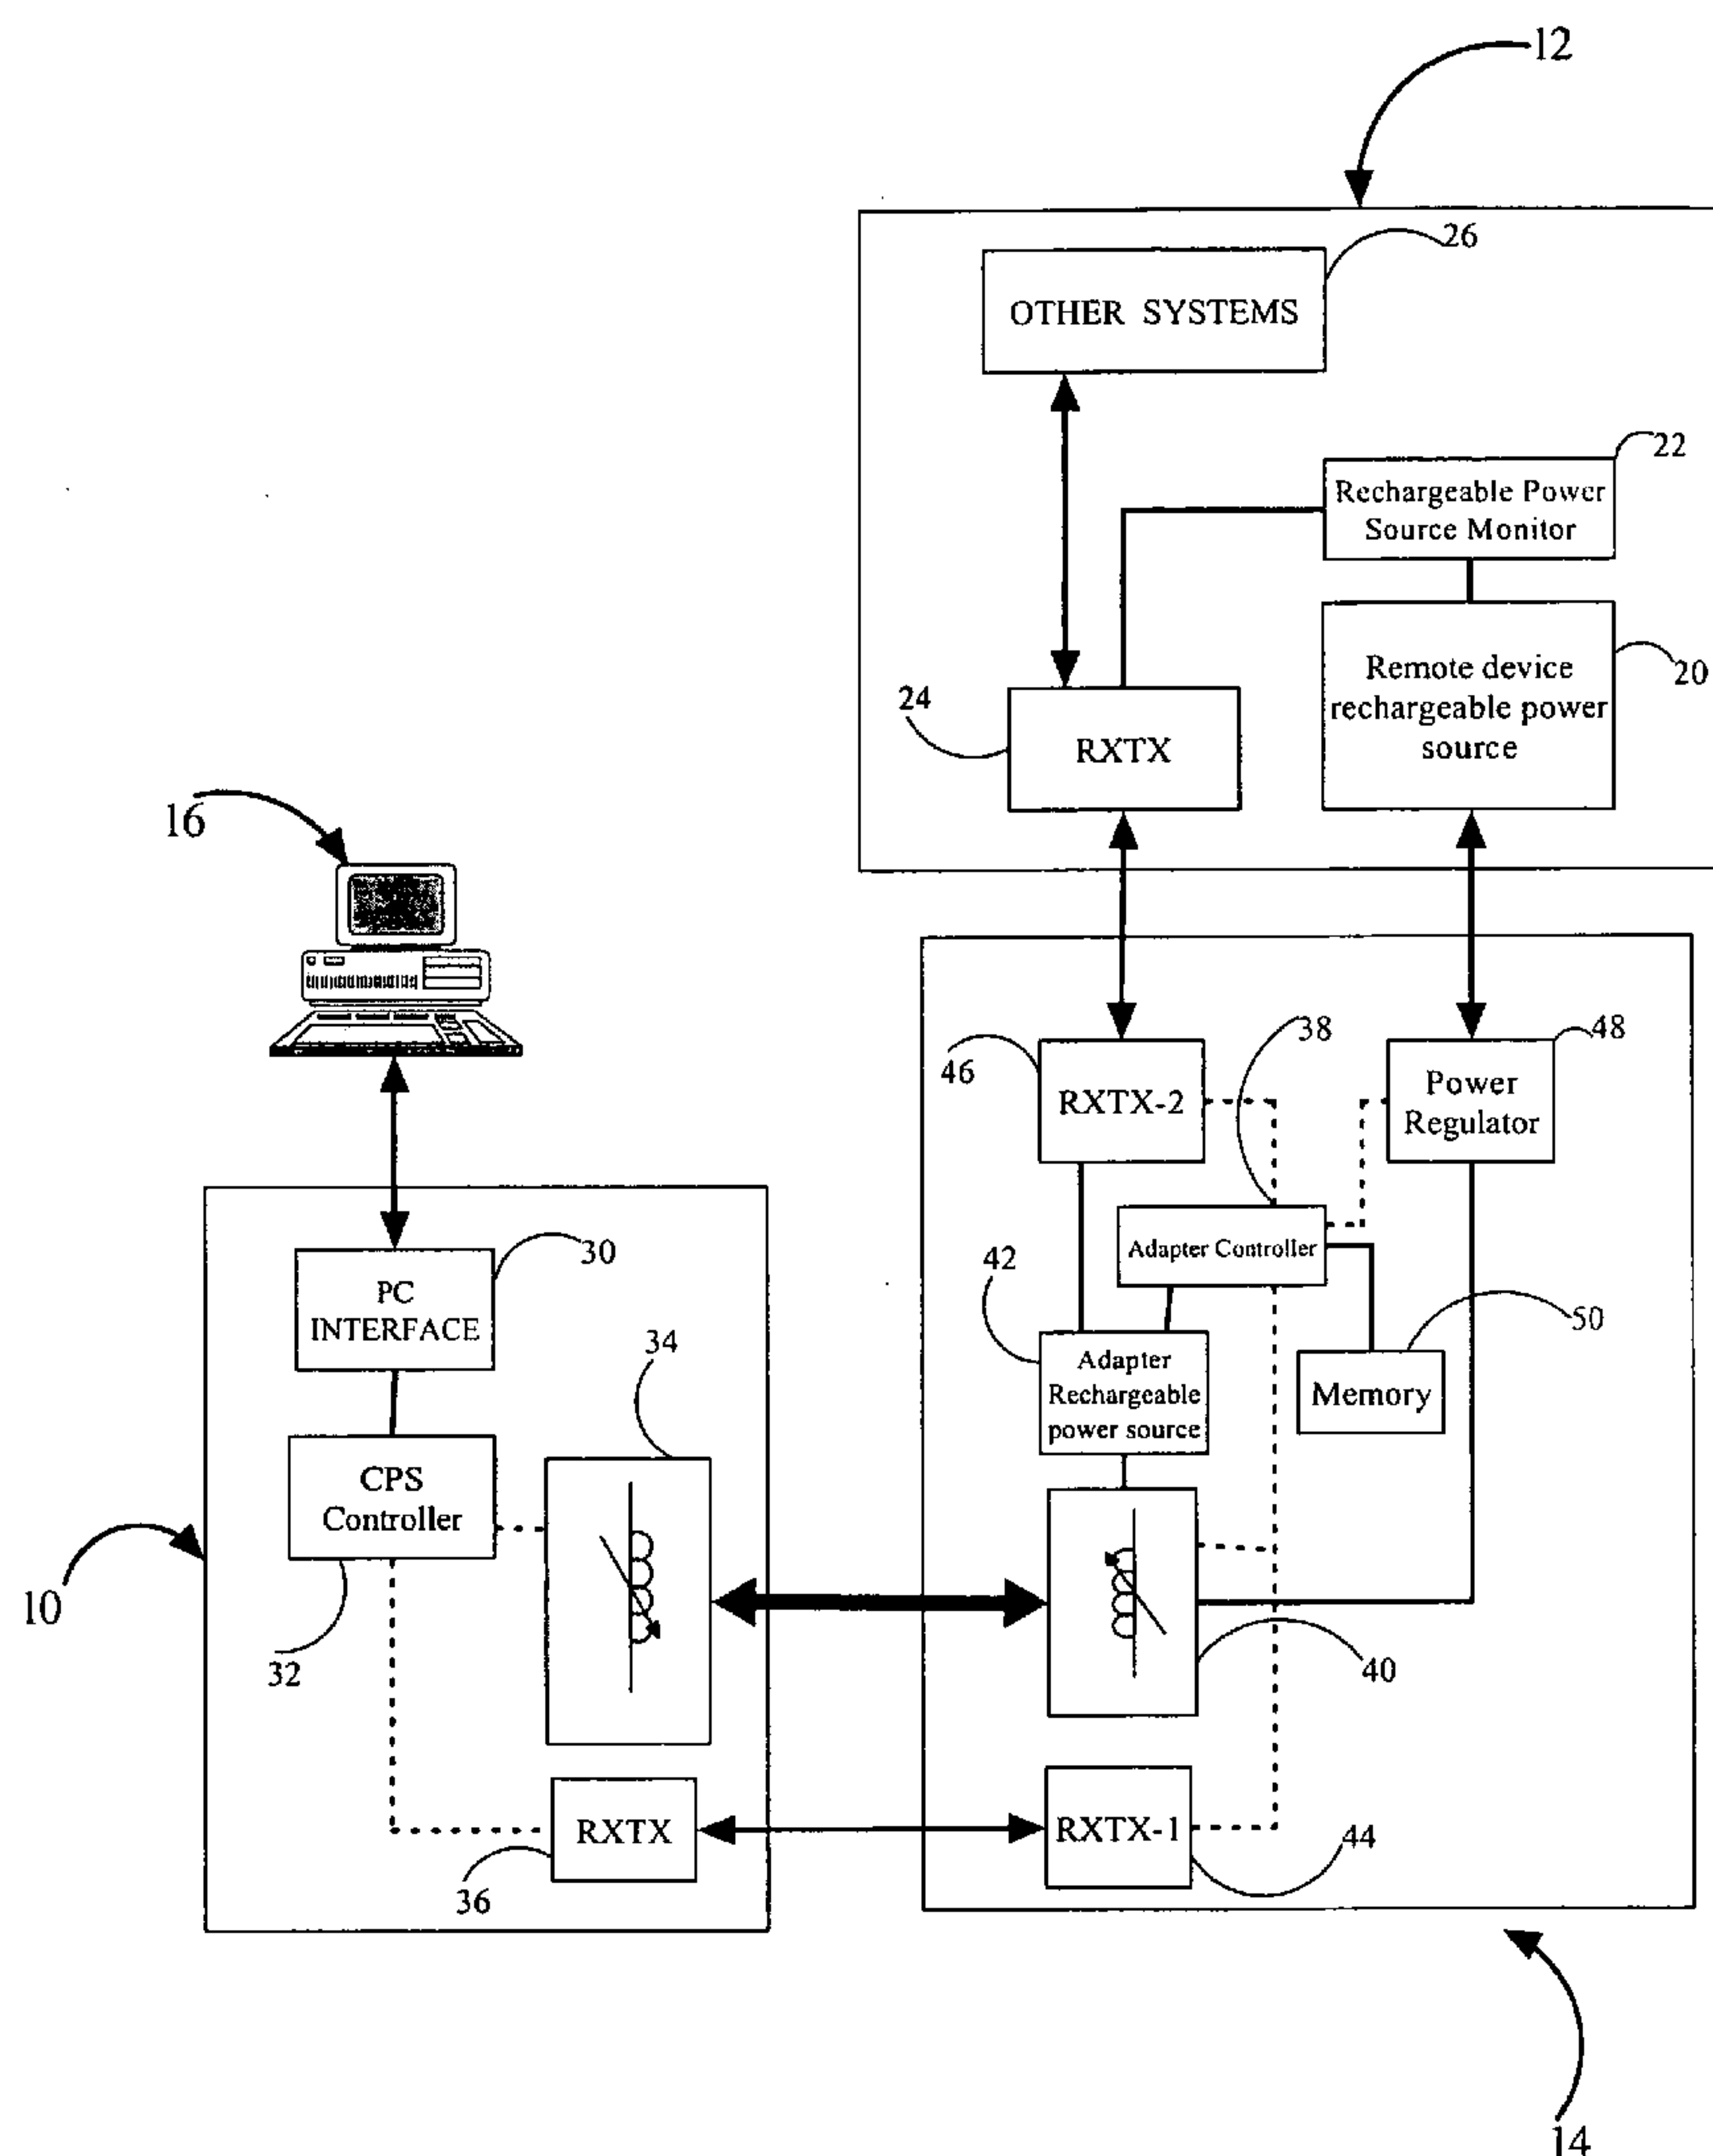 12
26
OTHER SYSTEMS
22
Rechargeable Power
Source Monitor
20
Remote device
rechargeable power
source
24
RXTX
16
46
RXTX-2
38
48
Power
Regulator
Adapter Controller
42
Adapter
Rechargeable
power source
50
Memory
30
PC
INTERFACE
34
CPS
Controller
10
32
40
RXTX
36
RXTX-1
44
14